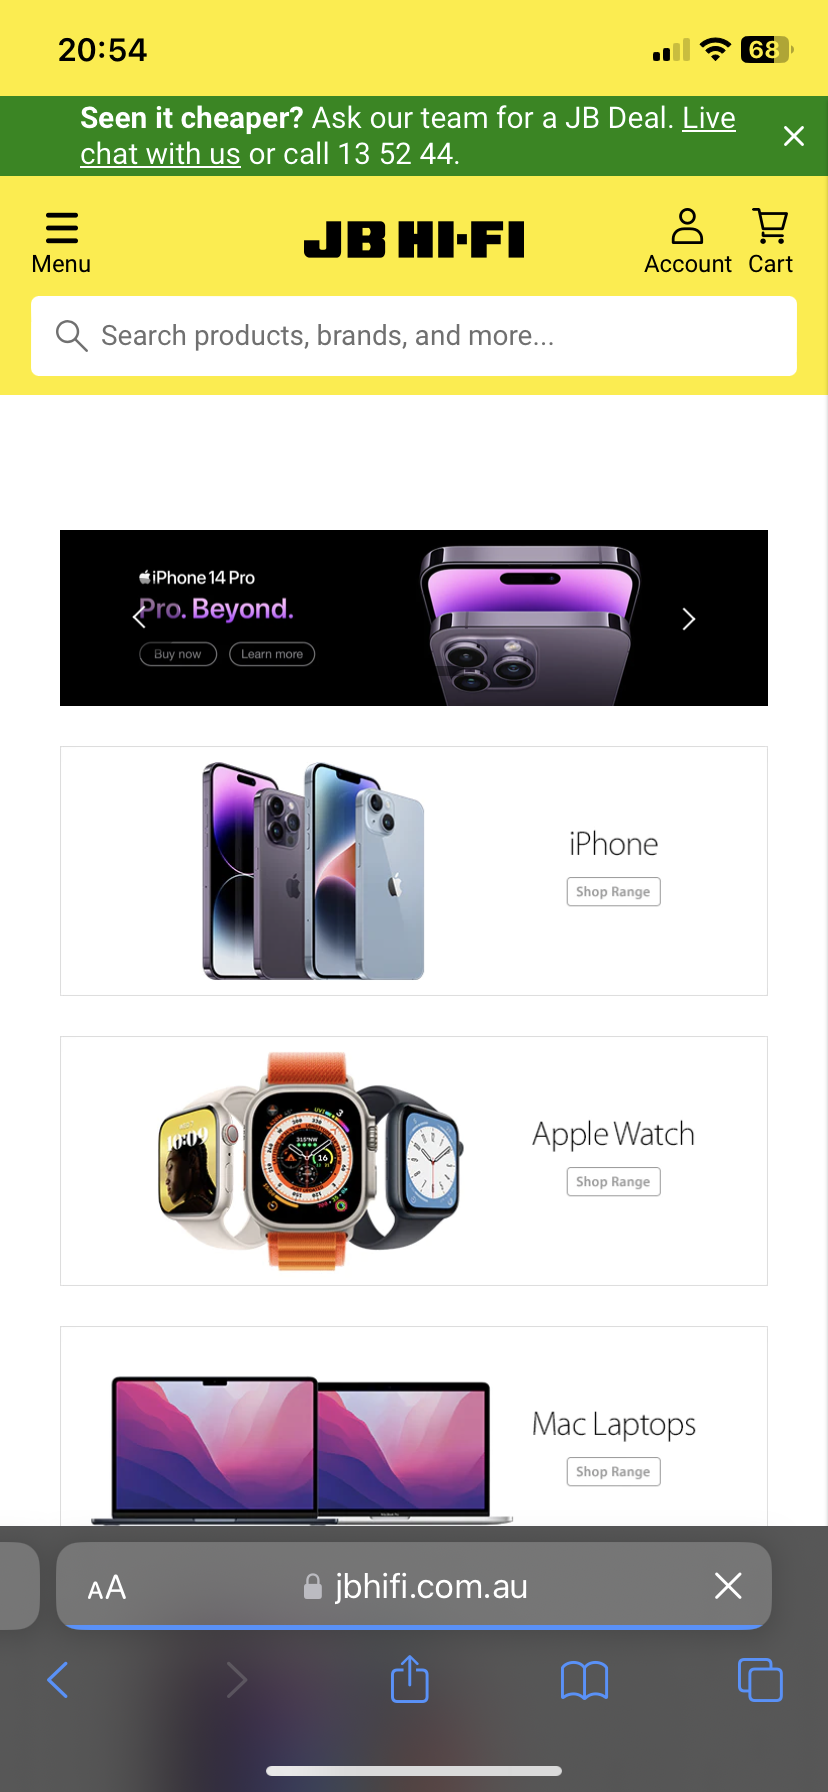 20:54
68
Seen it cheaper? Ask our team for a JB Deal. Live
chat with us or call 13 52 44.
Menu
JB HI-FI
Account
Cart
Search products, brands, and more...
iPhone 14 Pro
Pro. Beyond.
Buy now
Learn more
iPhone
Shop Range
10:09
Apple Watch
Shop Range
Mac Laptops
Shop Range
AA
jbhifi.com.au